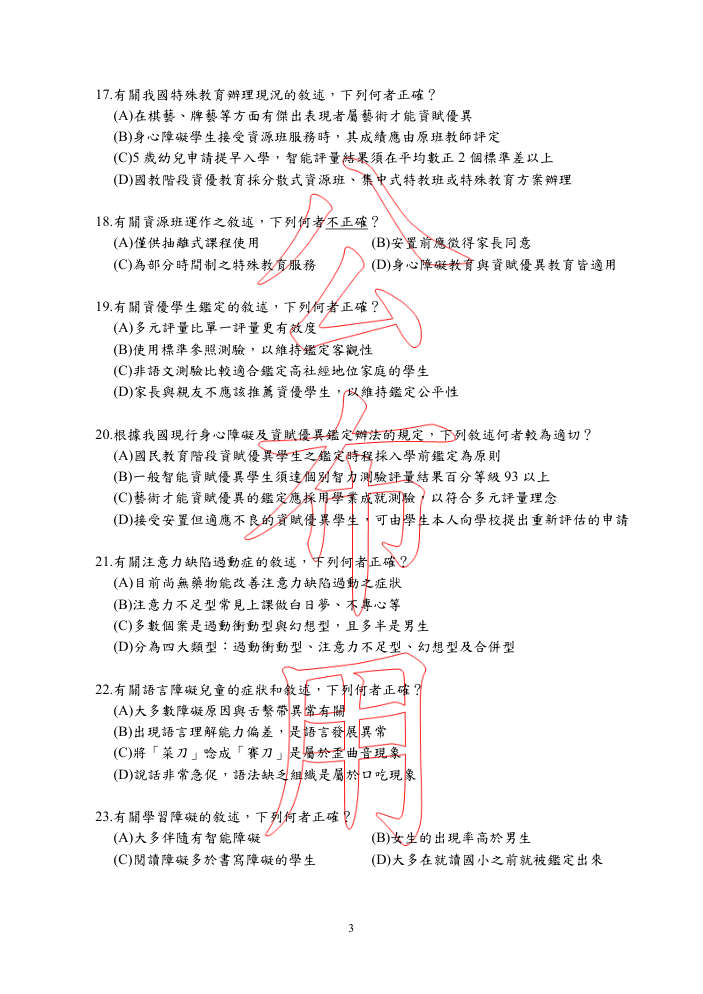 17.有關我國特殊教育辦理現況的敘述，下列何者正確？
(A)在棋藝、牌藝等方面有傑出表現者屬藝術才能資賦優異
(B)身心障礙學生接受資源班服務時，其成績應由原班教師評定
(C)5 歲幼兒申請提早入學，智能評量結果須在平均數正 2 個標準差以上
(D)國教階段資優教育採分散式資源班、集中式特教班或特殊教育方案辦理
18.有關資源班運作之敘述，下列何者不正確？
(A)僅供抽離式課程使用 (B)安置前應徵得家長同意
(C)為部分時間制之特殊教育服務 (D)身心障礙教育與資賦優異教育皆適用
19.有關資優學生鑑定的敘述，下列何者正確？
(A)多元評量比單一評量更有效度
(B)使用標準參照測驗，以維持鑑定客觀性
(C)非語文測驗比較適合鑑定高社經地位家庭的學生
(D)家長與親友不應該推薦資優學生，以維持鑑定公平性
20.根據我國現行身心障礙及資賦優異鑑定辦法的規定，下列敘述何者較為適切？
(A)國民教育階段資賦優異學生之鑑定時程採入學前鑑定為原則
(B)一般智能資賦優異學生須達個別智力測驗評量結果百分等級 93 以上
(C)藝術才能資賦優異的鑑定應採用學業成就測驗，以符合多元評量理念
(D)接受安置但適應不良的資賦優異學生，可由學生本人向學校提出重新評估的申請
21.有關注意力缺陷過動症的敘述，下列何者正確？
(A)目前尚無藥物能改善注意力缺陷過動之症狀
(B)注意力不足型常見上課做白日夢、不專心等
(C)多數個案是過動衝動型與幻想型，且多半是男生
(D)分為四大類型：過動衝動型、注意力不足型、幻想型及合併型
22.有關語言障礙兒童的症狀和敘述，下列何者正確？
(A)大多數障礙原因與舌繫帶異常有關
(B)出現語言理解能力偏差，是語言發展異常
(C)將「菜刀」唸成「賽刀」是屬於歪曲音現象
(D)說話非常急促，語法缺乏組織是屬於口吃現象
23.有關學習障礙的敘述，下列何者正確？
(A)大多伴隨有智能障礙 (B)女生的出現率高於男生
(C)閱讀障礙多於書寫障礙的學生 (D)大多在就讀國小之前就被鑑定出來
公布用
3